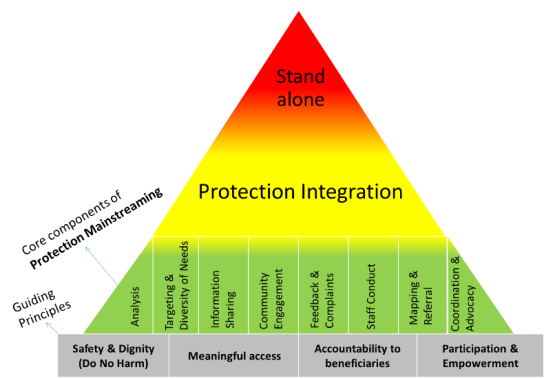 Stand
alone
Protection Integration
Core components of
Protection Mainstreaming
Guiding
Principles
Analysis
Targeting &
Diversity of Needs
Information
Sharing
Community
Engagement
Feedback &
Complaints
Staff Conduct
Mapping &
Referral
Coordination &
Advocacy
Safety & Dignity
(Do No Harm)
Meaningful access
Accountability to
beneficiaries
Participation &
Empowerment